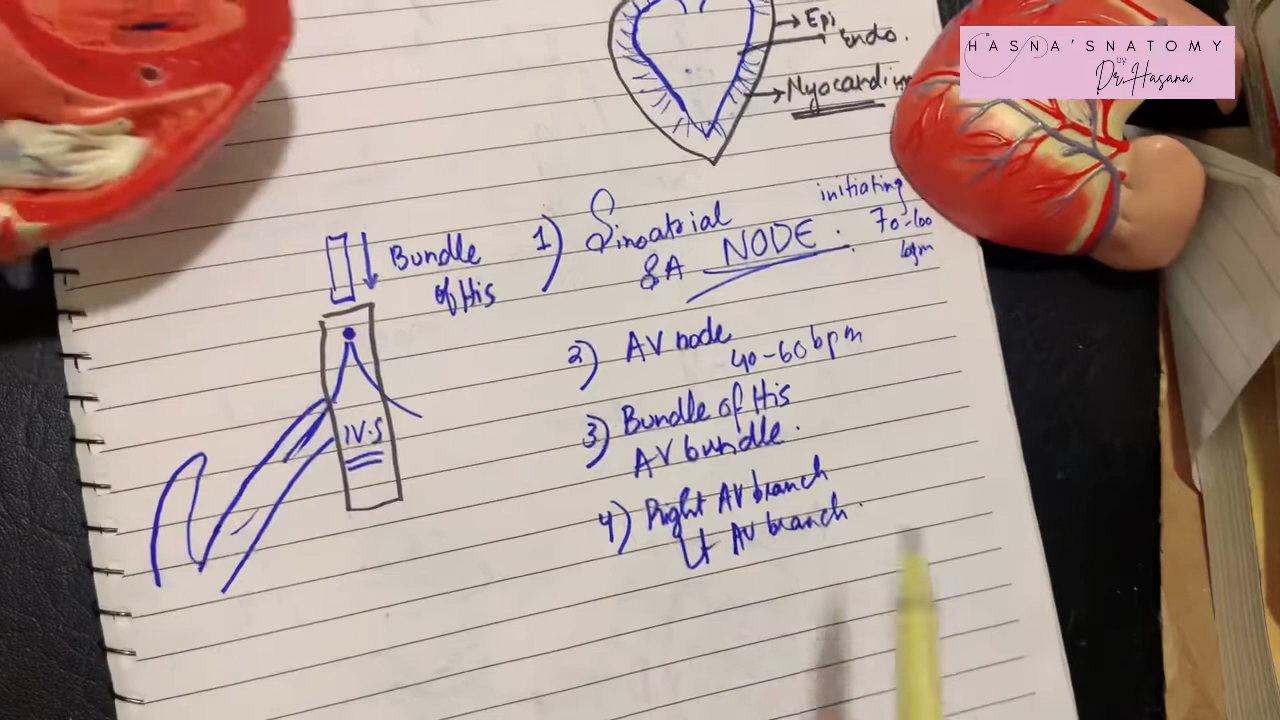 HASNA'SNATOMY
by
Dr. Hasana
Epi
Endo.
Myocardium
Bundle
of His
IV.S
1) Sinoatrial
SA NODE.
initiating
70-100
bpm
2) AV node
40-60 bpm
3) Bundle of His
AV bundle.
4) Right AV branch
Lt AV branch.